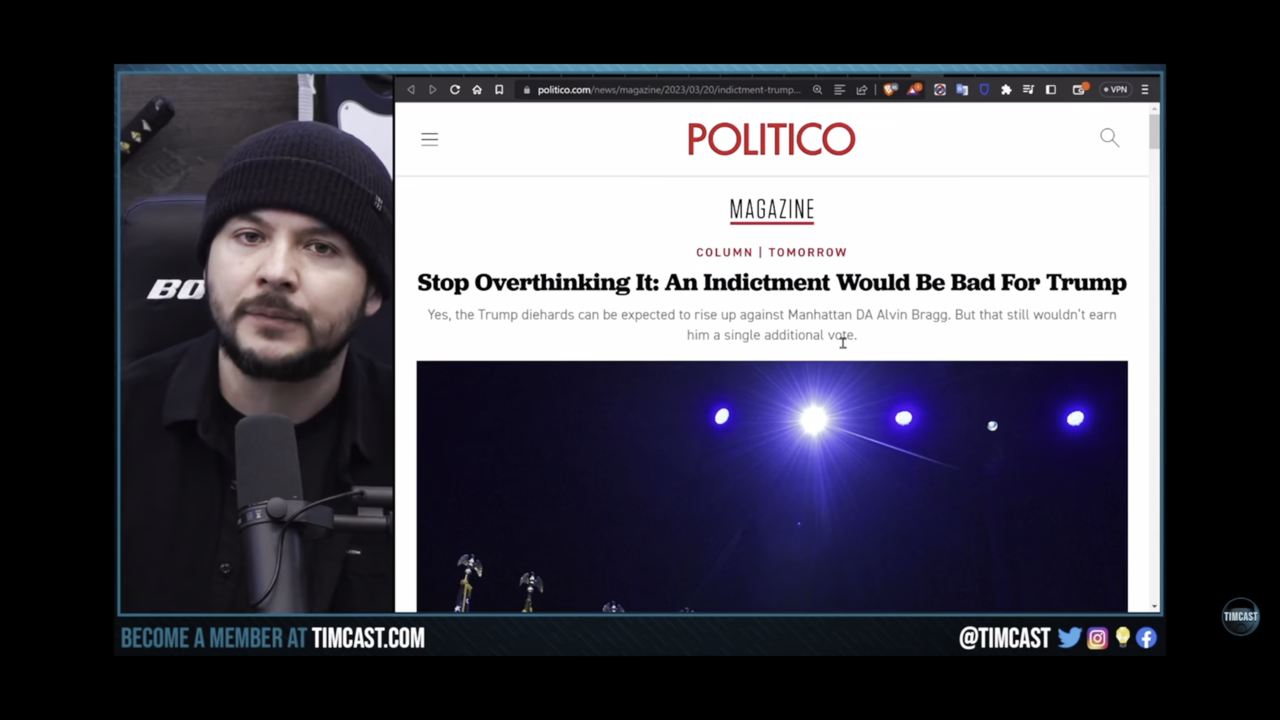 politico.com/news/magazine/2023/03/20/indictment-trump...
VPN
POLITICO
MAGAZINE
COLUMN | TOMORROW
Stop Overthinking It: An Indictment Would Be Bad For Trump
Yes, the Trump diehards can be expected to rise up against Manhattan DA Alvin Bragg. But that still wouldn't earn
him a single additional vote.
BO
BECOME A MEMBER AT TIMCAST.COM
@TIMCAST
TIMCAST